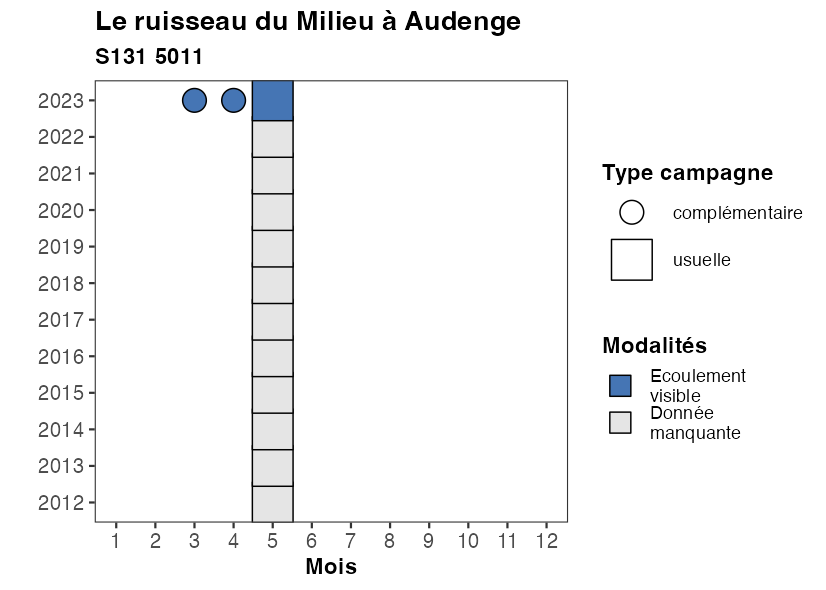 Le ruisseau du Milieu à Audenge
S131 5011
2023
2022
2021
2020
2019
2018
2017
2016
2015
2014
2013
2012
1 2 3 4 5 6 7 8 9 10 11 12
Mois
Type campagne
complémentaire
usuelle
Modalités
Ecoulement
visible
Donnée
manquante